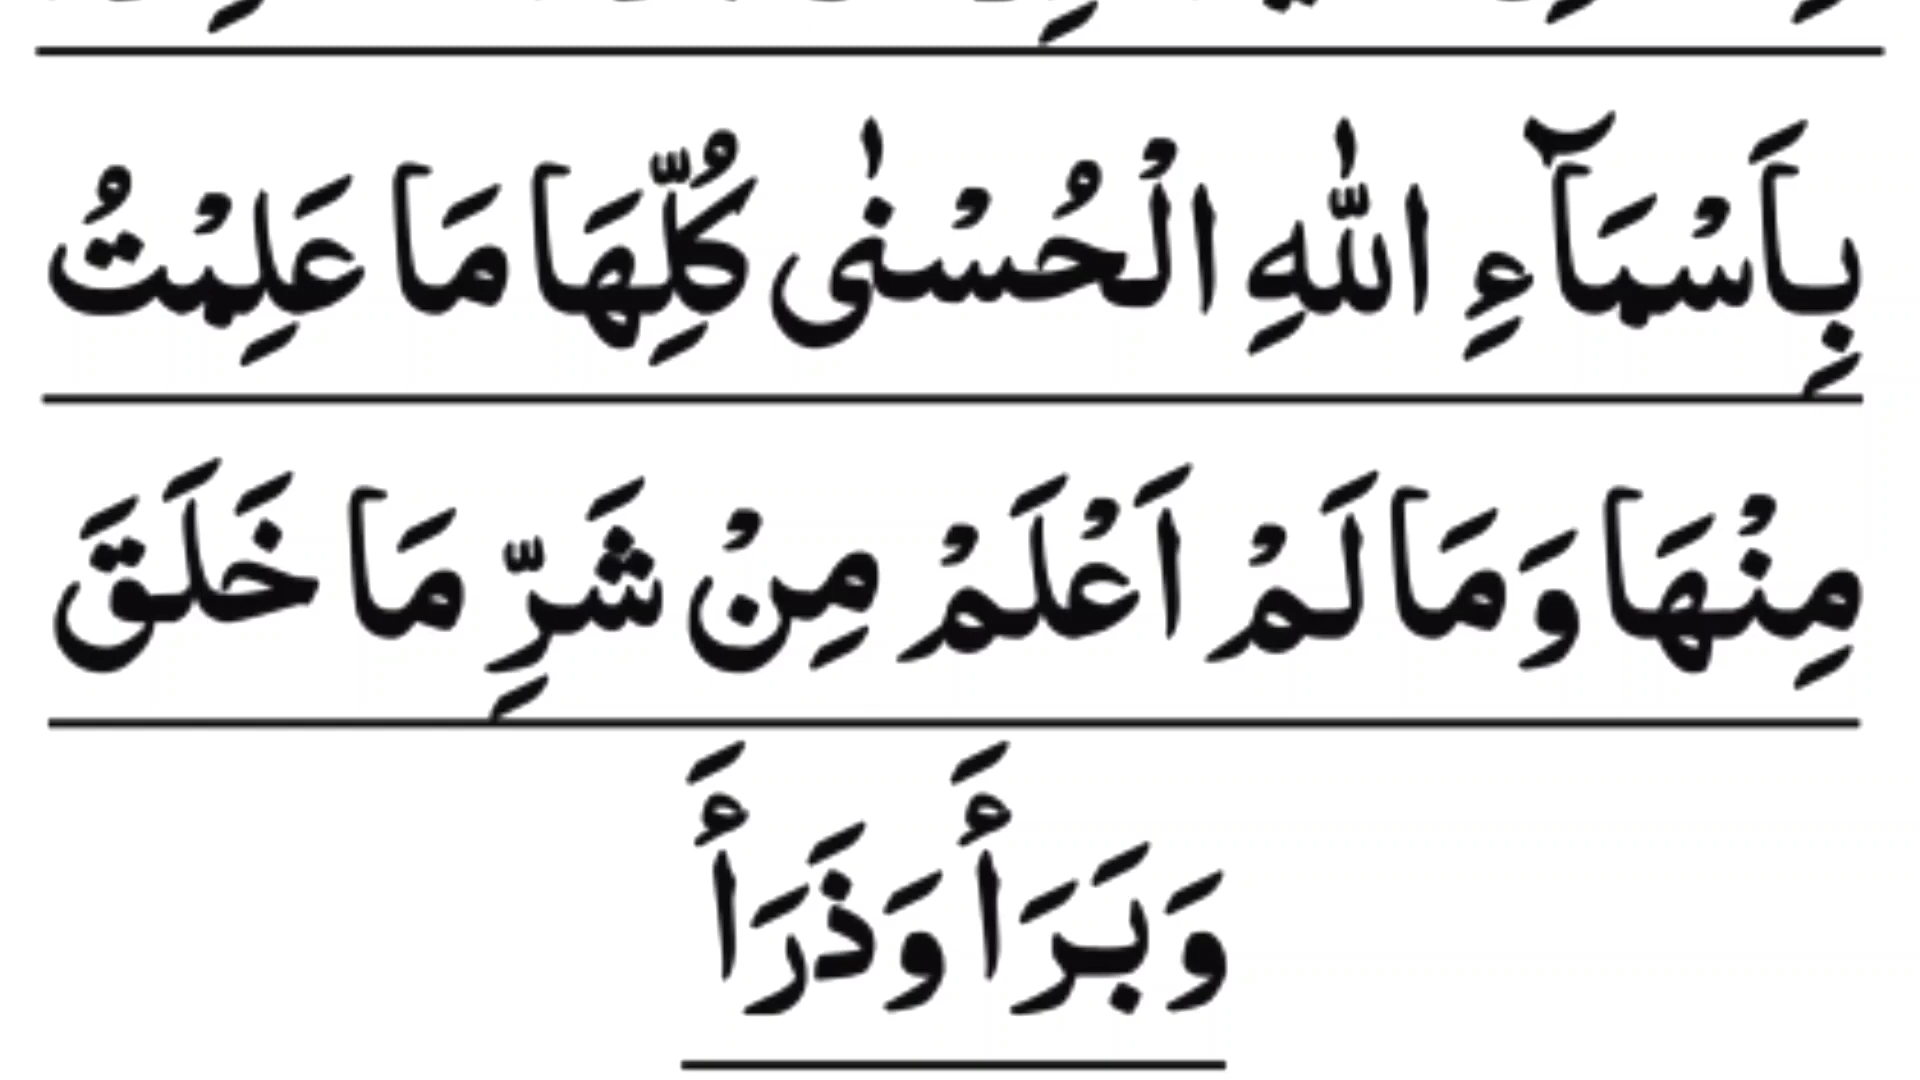 بِاَسْمَآءِ اللّٰهِ الْحُسْنٰى كُلِّهَا مَا عَلِمْتُ
مِنْهَا وَمَا لَمْ اَعْلَمْ مِنْ شَرِّ مَا خَلَقَ
وَبَرَأَ وَذَرَأَ